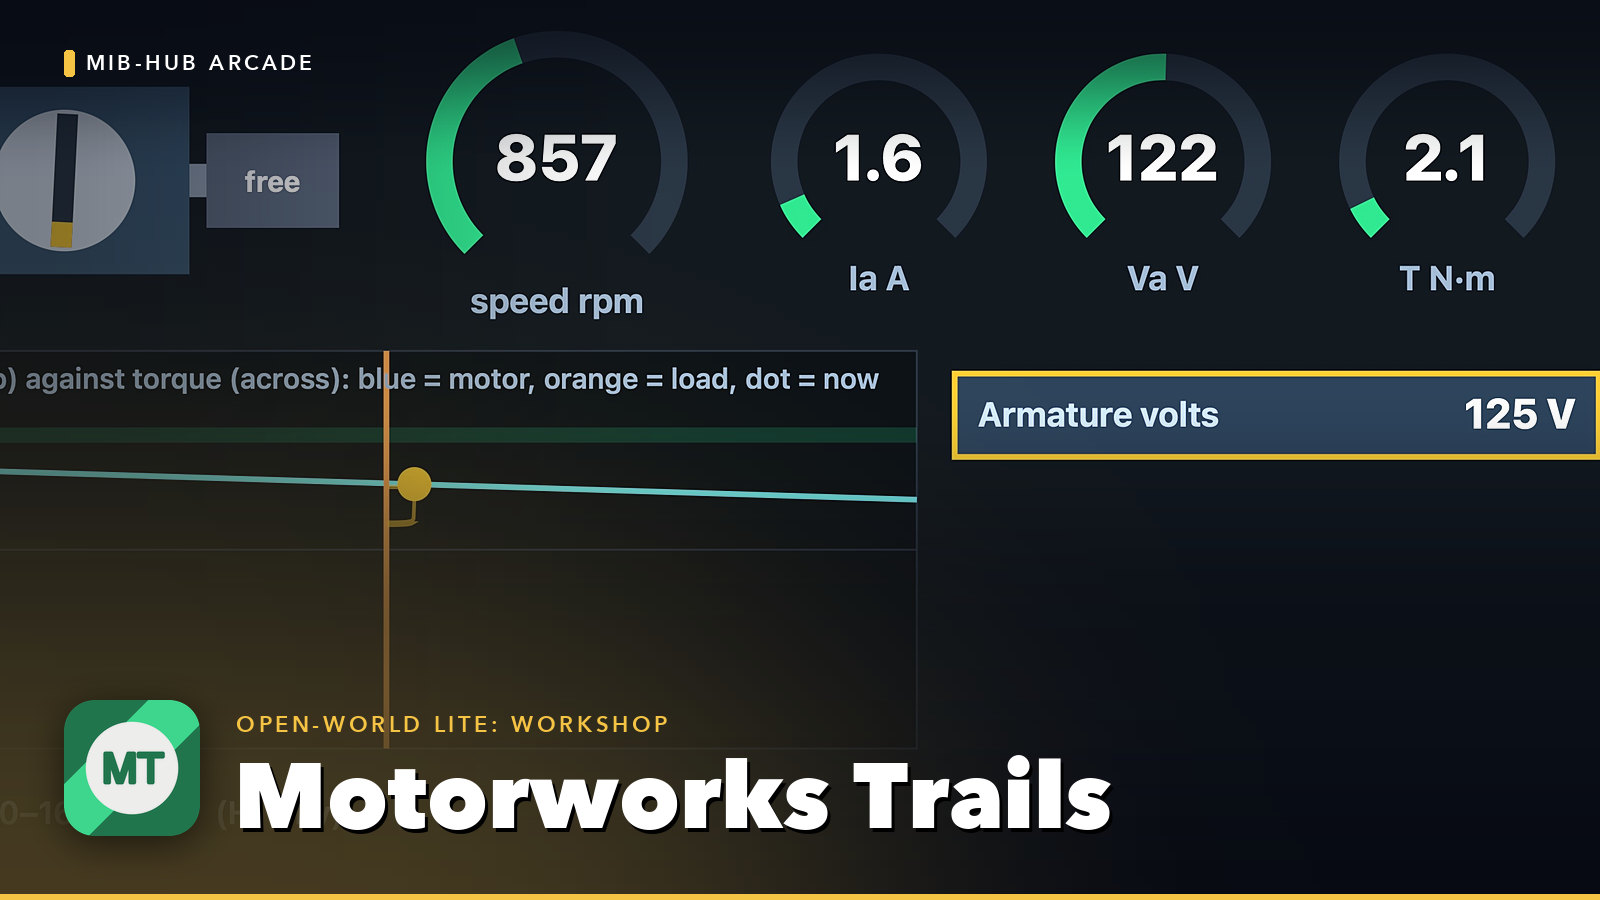 MIB-HUB ARCADE
free
857
speed rpm
1.6
Ia A
122
Va V
2.1
T N·m
against torque (across): blue = motor, orange = load, dot = now
Armature volts
125 V
MT
OPEN-WORLD LITE: WORKSHOP
Motorworks Trails